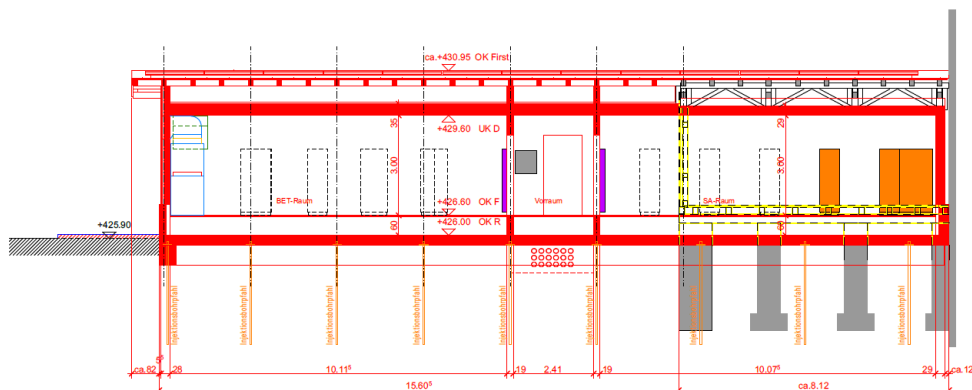 ca.+430.95 OK First
35
+429.60 UK D
29
3.00
3.00
BET-Raum
+426.60 OK F
Vorraum
SA-Raum
+425.90
60
+426.00 OK R
60
Injektionsbohrpfahl
Injektionsbohrpfahl
Injektionsbohrpfahl
Injektionsbohrpfahl
Injektionsbohrpfahl
Injektionsbohrpfahl
Injektionsbohrpfahl
Injektionsbohrpfahl
Injektionsbohrpfahl
ca.82
28
10.11⁵
19
2.41
19
10.07⁵
29
ca.12
15.60⁵
ca.8.12